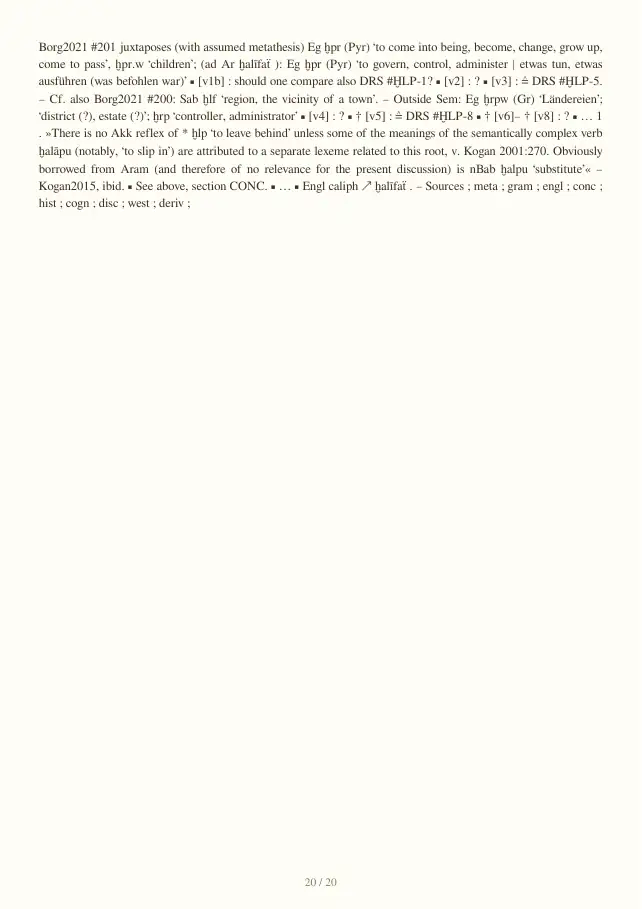 Borg2021 #201 juxtaposes (with assumed metathesis) Eg ḫpr (Pyr) ‘to come into being, become, change, grow up,
come to pass’, ḫpr.w ‘children’; (ad Ar ḫalīfaẗ ): Eg ḫpr (Pyr) ‘to govern, control, administer | etwas tun, etwas
ausführen (was befohlen war)’ ▪ [v1b] : should one compare also DRS #ḪLP-1? ▪ [v2] : ? ▪ [v3] : ≙ DRS #ḪLP-5.
– Cf. also Borg2021 #200: Sab ḫlf ‘region, the vicinity of a town’. – Outside Sem: Eg ḫrpw (Gr) ‘Ländereien’;
‘district (?), estate (?)’; ḫrp ‘controller, administrator’ ▪ [v4] : ? ▪ † [v5] : ≙ DRS #ḪLP-8 ▪ † [v6]– † [v8] : ? ▪ … 1
. »There is no Akk reflex of * ḫlp ‘to leave behind’ unless some of the meanings of the semantically complex verb
ḫalāpu (notably, ‘to slip in’) are attributed to a separate lexeme related to this root, v. Kogan 2001:270. Obviously
borrowed from Aram (and therefore of no relevance for the present discussion) is nBab ḫalpu ‘substitute’« –
Kogan2015, ibid. ▪ See above, section CONC. ▪ … ▪ Engl caliph ↗ ḫalīfaẗ . – Sources ; meta ; gram ; engl ; conc ;
hist ; cogn ; disc ; west ; deriv ;
20 / 20